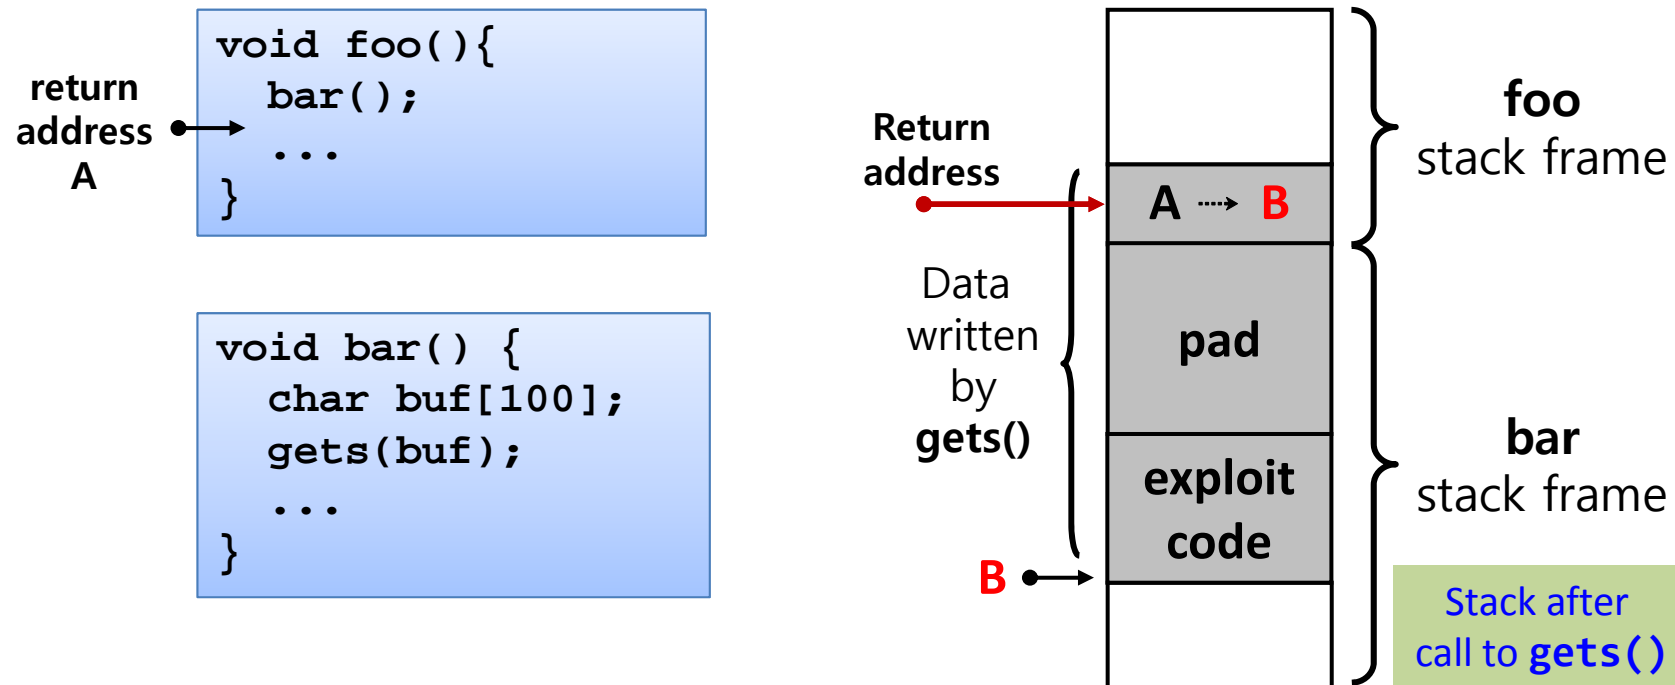 return
address
A
void foo(){
bar();
...
}
void bar() {
char buf[100];
gets(buf);
...
}
Return
address
A B
Data
written
by
gets()
pad
exploit
code
B
foo
stack frame
bar
stack frame
Stack after
call to gets()